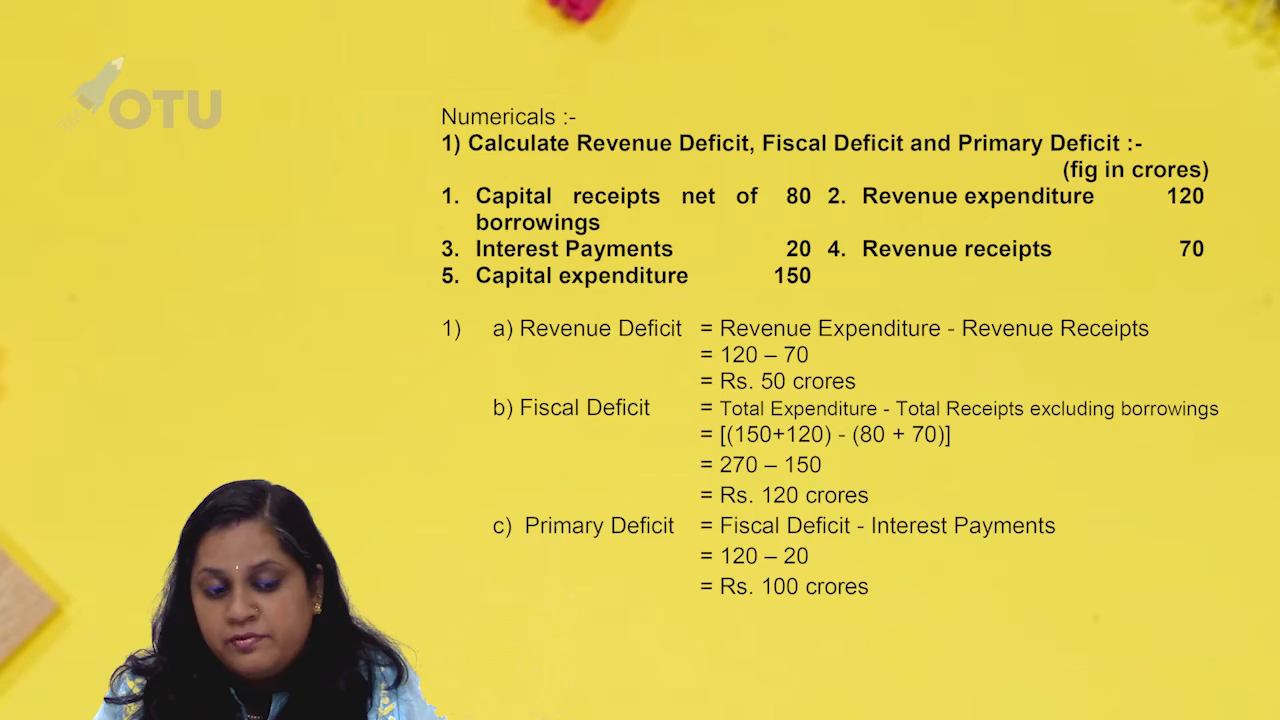 OTU
Numericals :-
1) Calculate Revenue Deficit, Fiscal Deficit and Primary Deficit :-
(fig in crores)
1. Capital receipts net of borrowings 80 2. Revenue expenditure 120
3. Interest Payments 20 4. Revenue receipts 70
5. Capital expenditure 150
1) a) Revenue Deficit = Revenue Expenditure - Revenue Receipts
= 120 – 70
= Rs. 50 crores
b) Fiscal Deficit = Total Expenditure - Total Receipts excluding borrowings
= [(150+120) - (80 + 70)]
= 270 – 150
= Rs. 120 crores
c) Primary Deficit = Fiscal Deficit - Interest Payments
= 120 – 20
= Rs. 100 crores